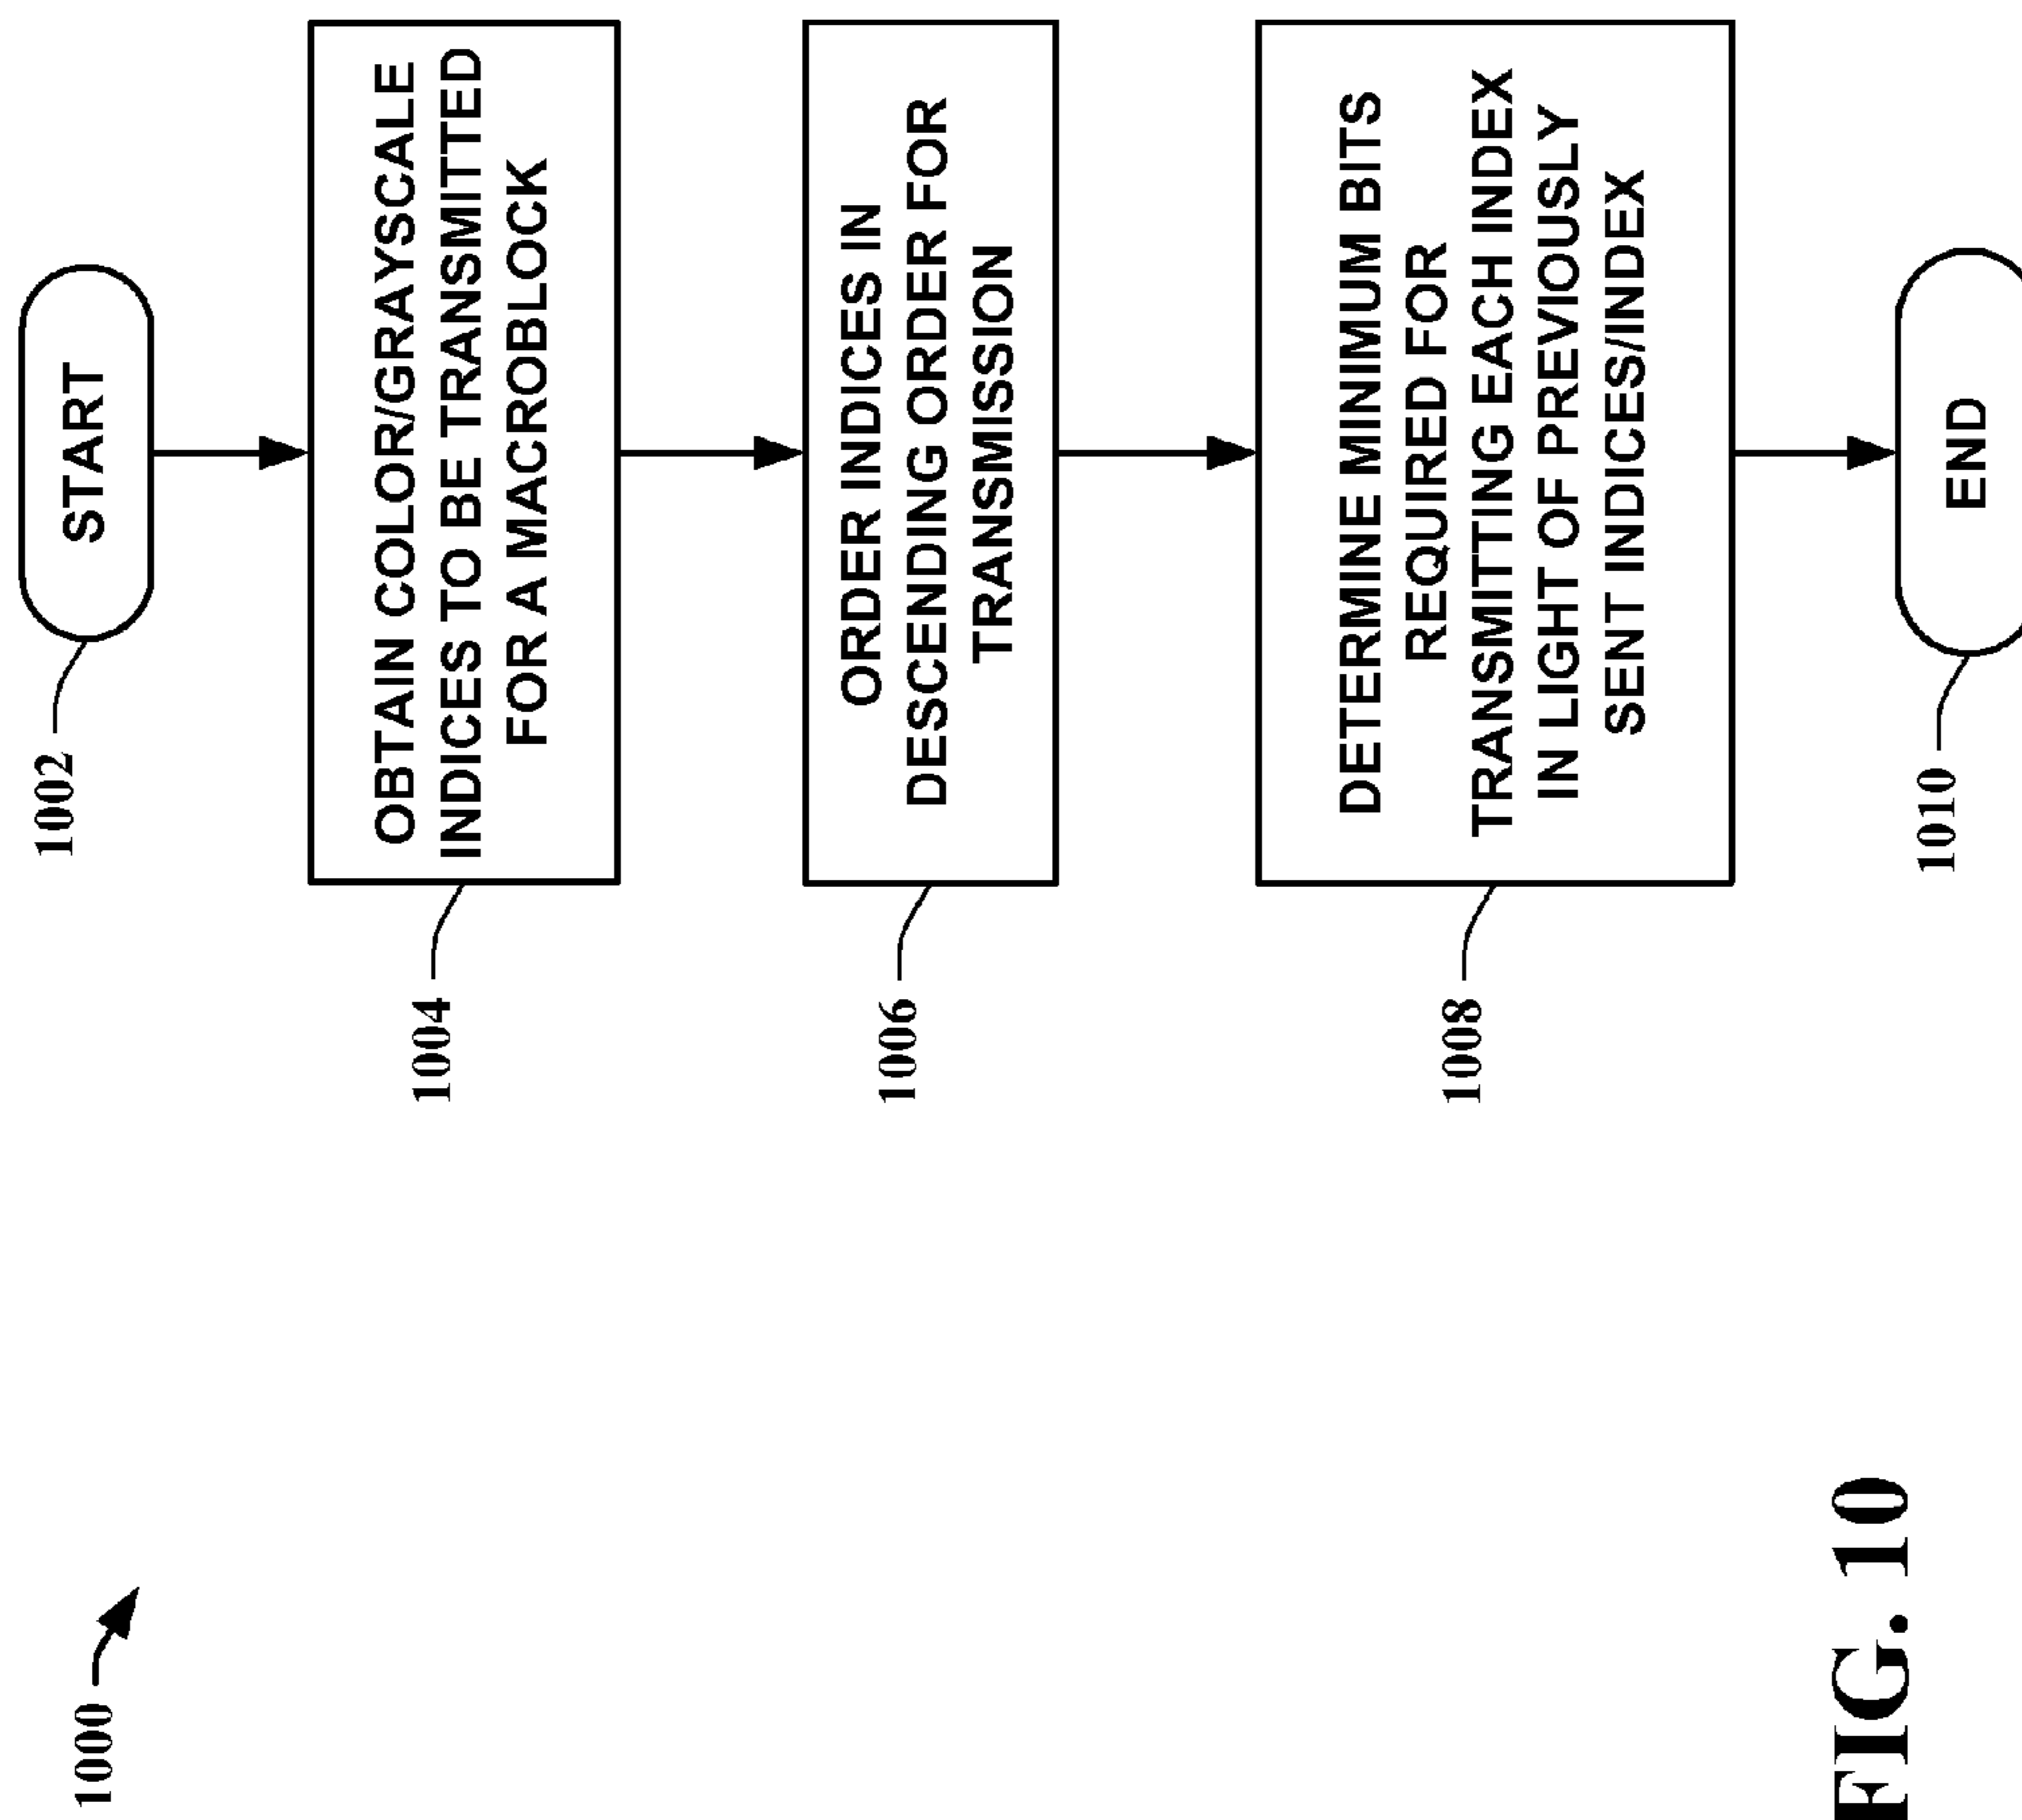 1000
1002
START
1004
OBTAIN COLOR/GRAYSCALE
INDICES TO BE TRANSMITTED
FOR A MACROBLOCK
1006
ORDER INDICES IN
DESCENDING ORDER FOR
TRANSMISSION
1008
DETERMINE MINIMUM BITS
REQUIRED FOR
TRANSMITTING EACH INDEX
IN LIGHT OF PREVIOUSLY
SENT INDICES/INDEX
1010
END
FIG. 10